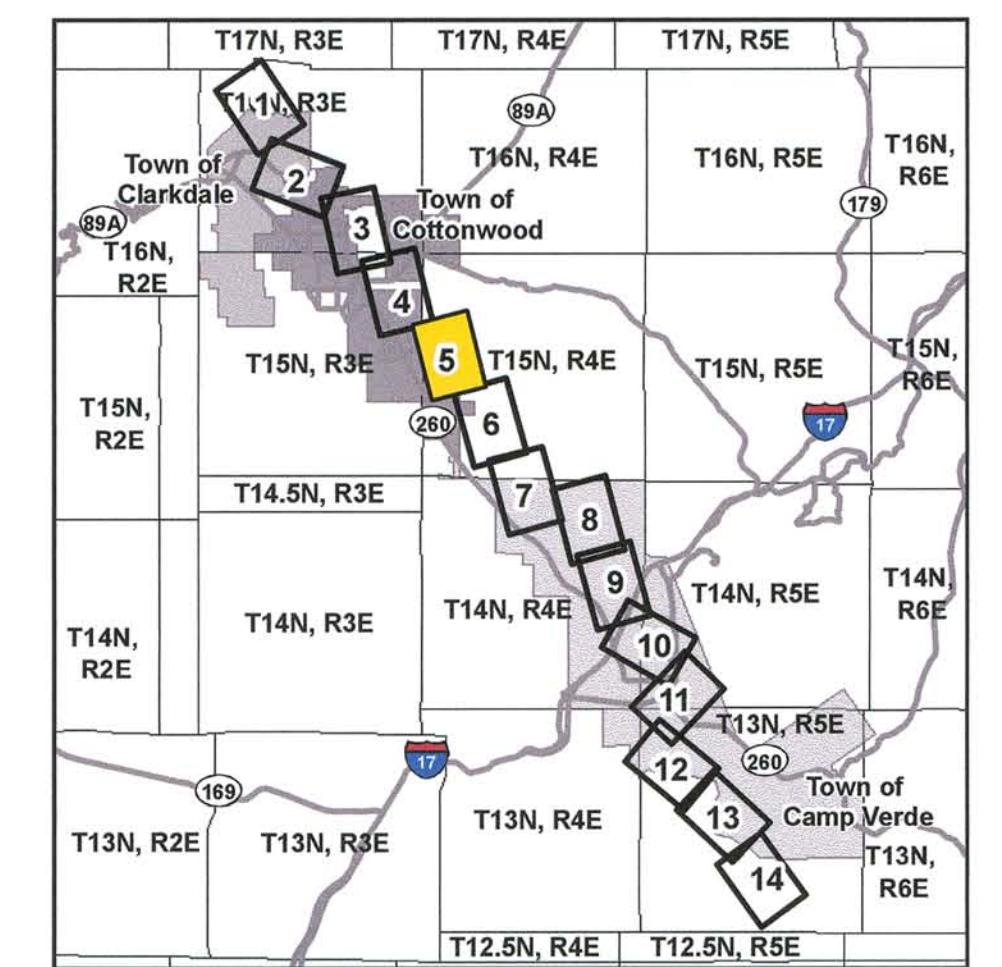 T17N, R3E
T17N, R4E
T17N, R5E
1
89A
T16N, R4E
T16N, R5E
T16N,
R6E
Town of
Clarkdale
2
179
Town of
Cottonwood
3
89A
T16N,
R2E
4
T15N, R3E
5
T15N, R4E
T15N, R5E
T15N,
R6E
T15N,
R2E
260
6
17
T14.5N, R3E
7
8
9
T14N, R3E
T14N, R4E
T14N, R5E
T14N,
R6E
T14N,
R2E
10
11
T13N, R5E
17
12
260
169
Town of
Camp Verde
13
T13N, R2E
T13N, R3E
T13N, R4E
T13N,
R6E
14
T12.5N, R4E
T12.5N, R5E